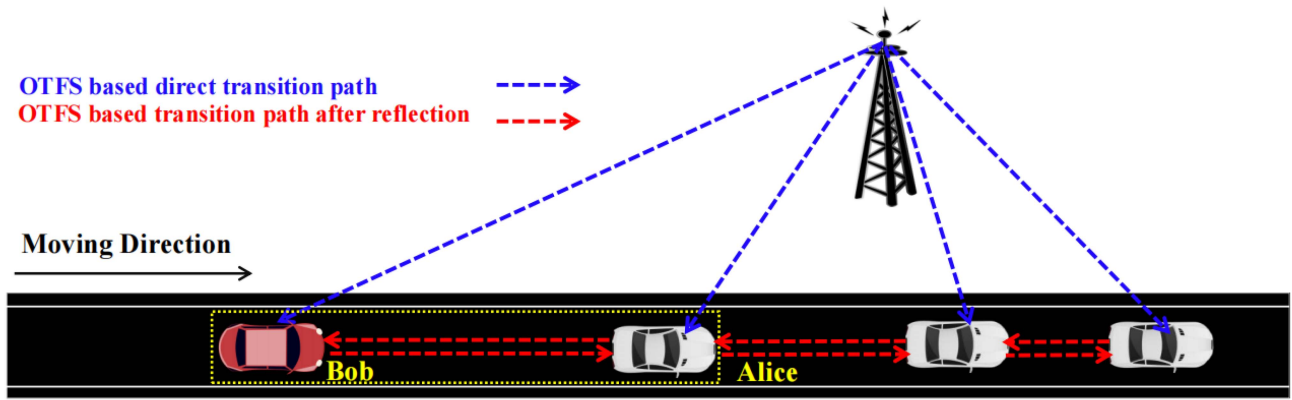 OTFS based direct transition path
OTFS based transition path after reflection
Moving Direction
Bob
Alice